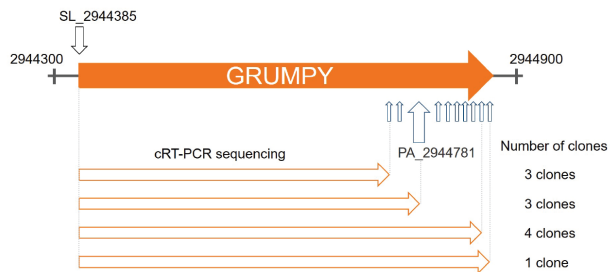 SL_2944385
2944300
2944900
GRUMPY
cRT-PCR sequencing
PA_2944781
Number of clones
3 clones
3 clones
4 clones
1 clone